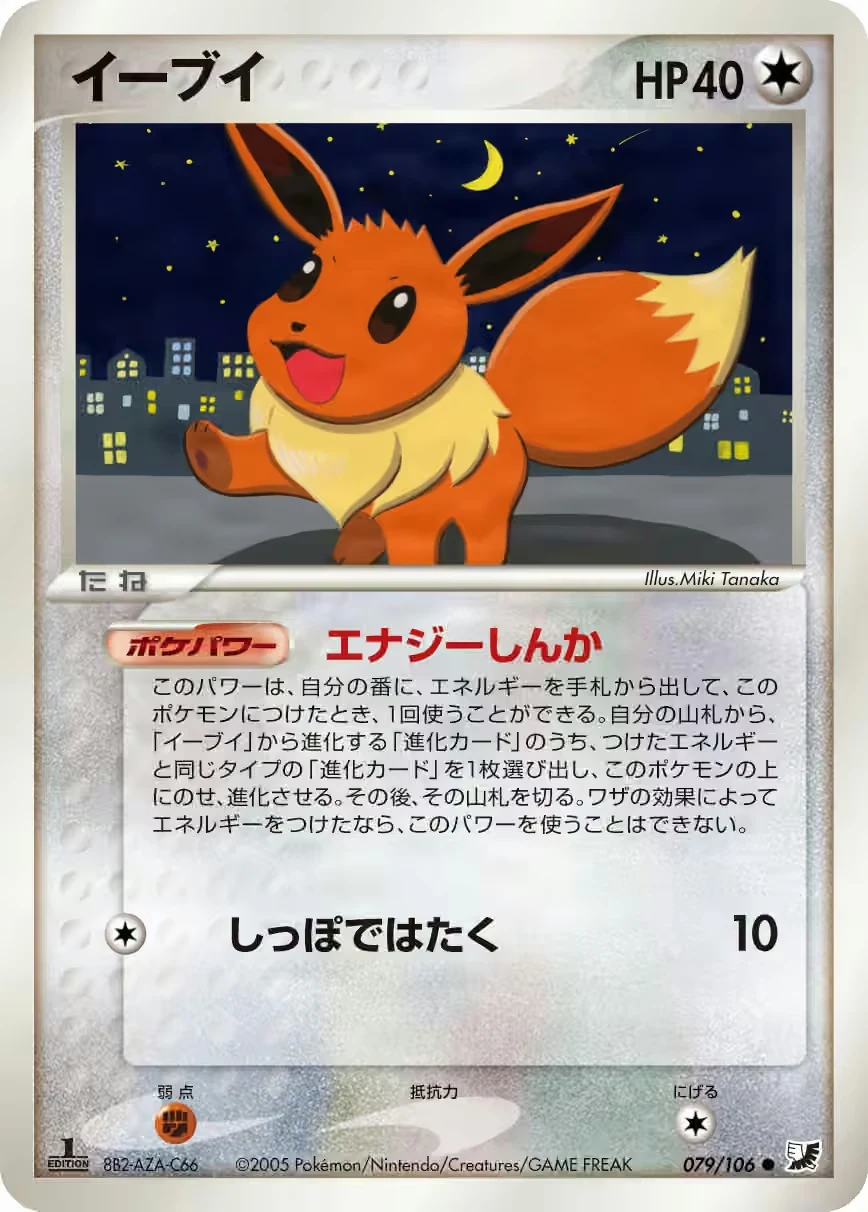 イーブイ
HP40
たね
Illus.Miki Tanaka
ポケパワー エナジーしんか
このパワーは、自分の番に、エネルギーを手札から出して、この
ポケモンにつけたとき、1回使うことができる。自分の山札から、
「イーブイ」から進化する「進化カード」のうち、つけたエネルギー
と同じタイプの「進化カード」を1枚選び出し、このポケモンの上
にのせ、進化させる。その後、その山札を切る。ワザの効果によって
エネルギーをつけたなら、このパワーを使うことはできない。
しっぽではたく 10
弱点 抵抗力 にげる
1 EDITION 8B2-AZA-C66 ©2005 Pokémon/Nintendo/Creatures/GAME FREAK 079/106 ●